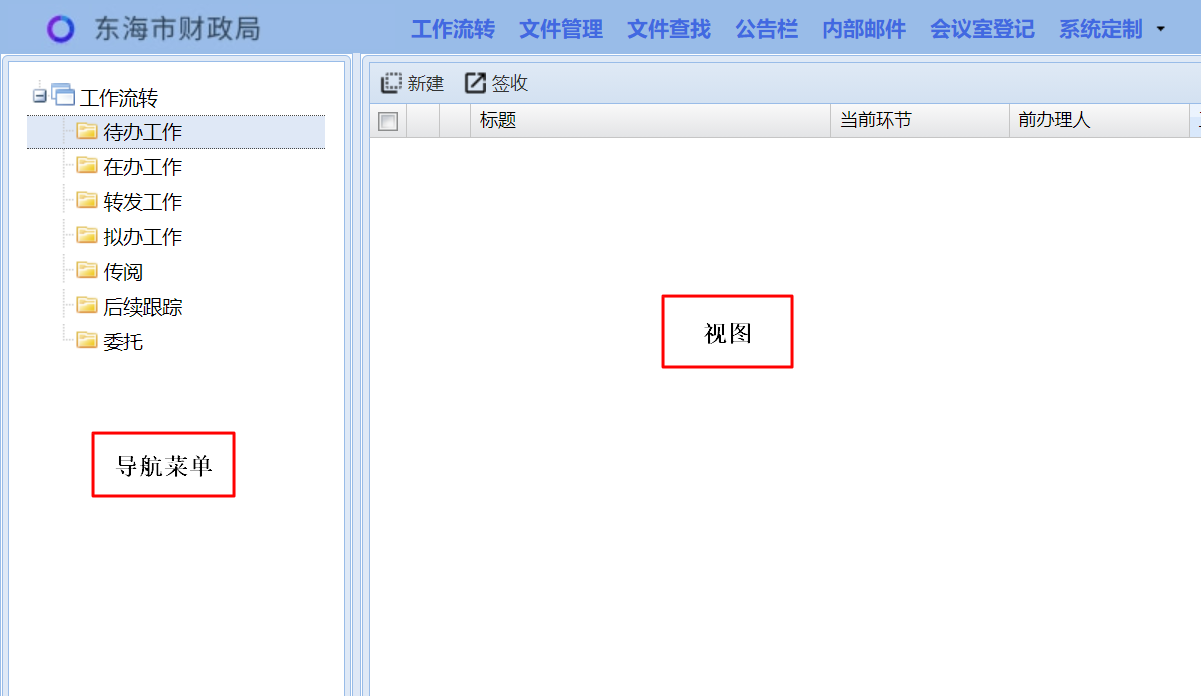 东海市财政局 工作流转 文件管理 文件查找 公告栏 内部邮件 会议室登记 系统定制
新建 签收
标题 当前环节 前办理人
工作流转
待办工作
在办工作
转发工作
拟办工作
传阅
后续跟踪
委托
视图
导航菜单